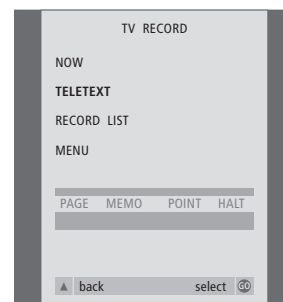 TV RECORD
NOW
TELETEXT
RECORD LIST
MENU
PAGE MEMO POINT HALT
▲ back select GO